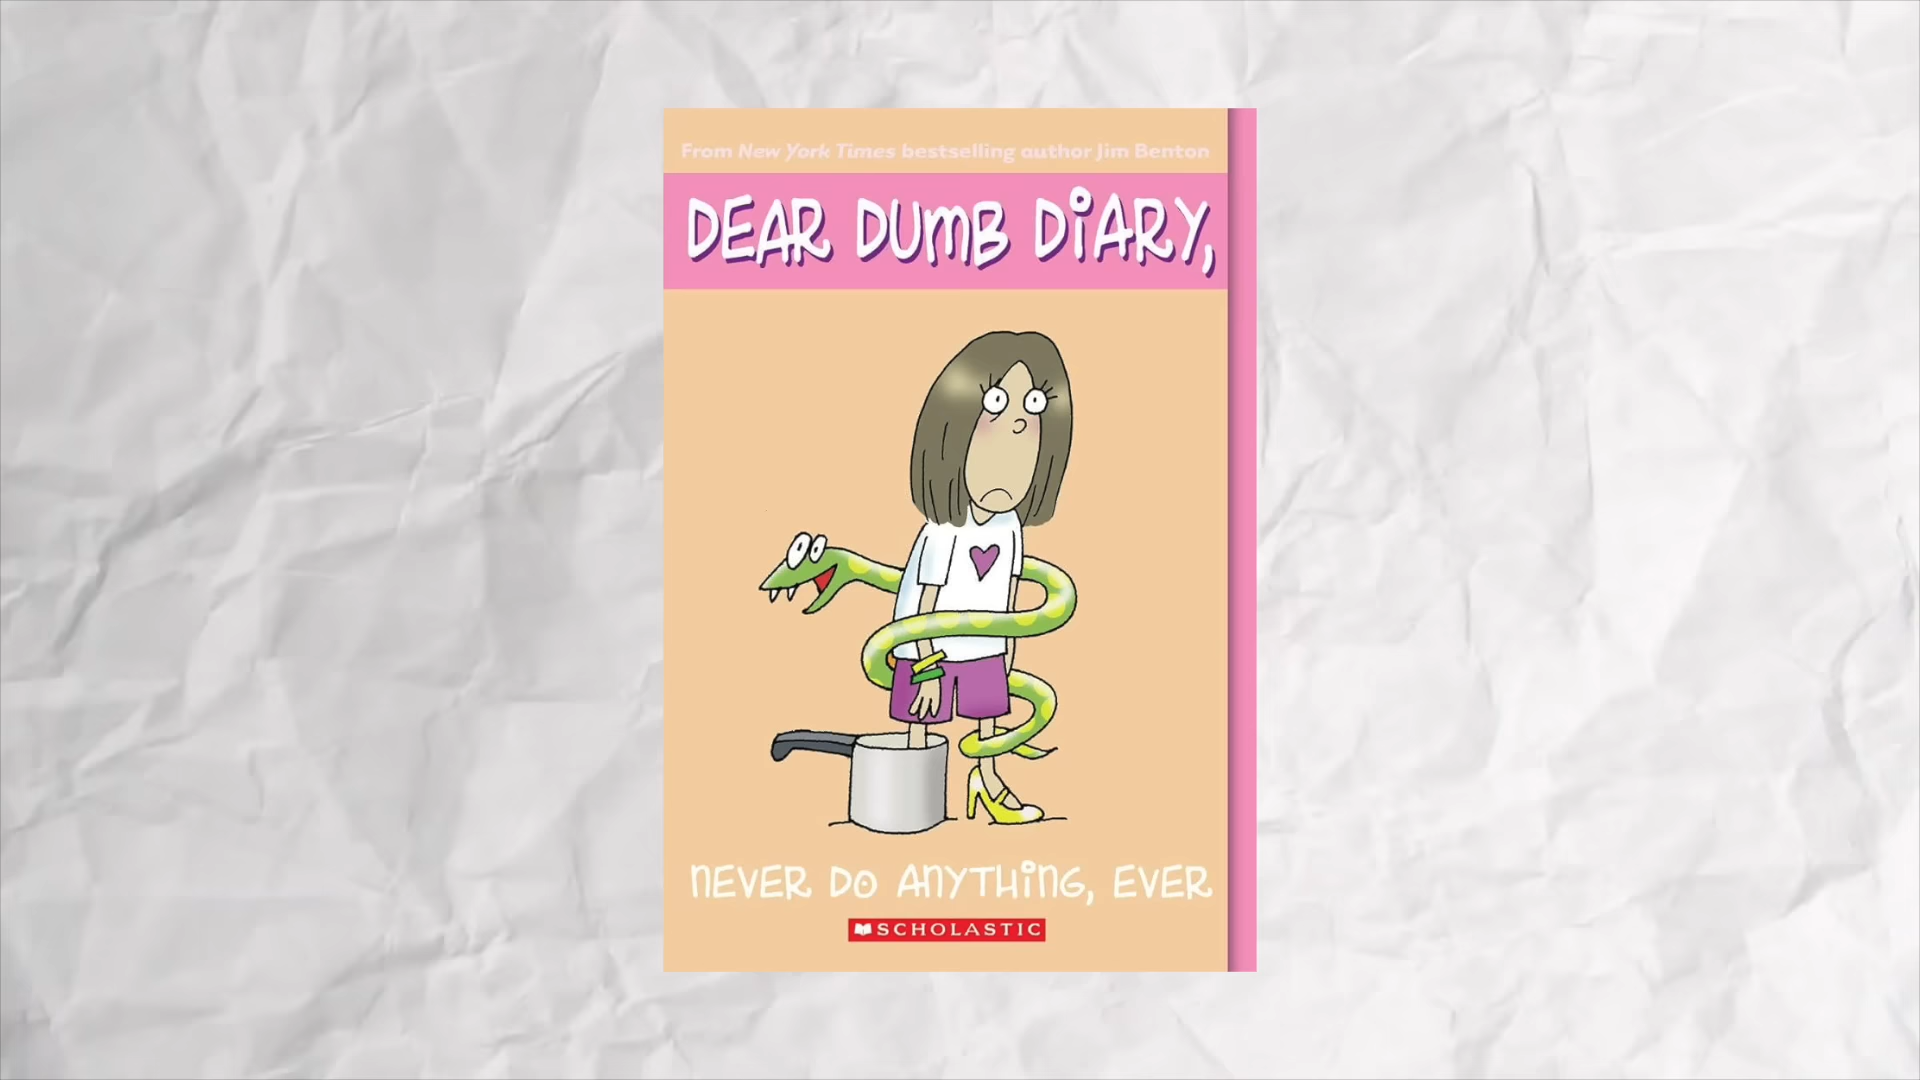 From New York Times bestselling author Jim Benton
DEAR DUMB DIARY,
NEVER DO ANYTHING, EVER
SCHOLASTIC